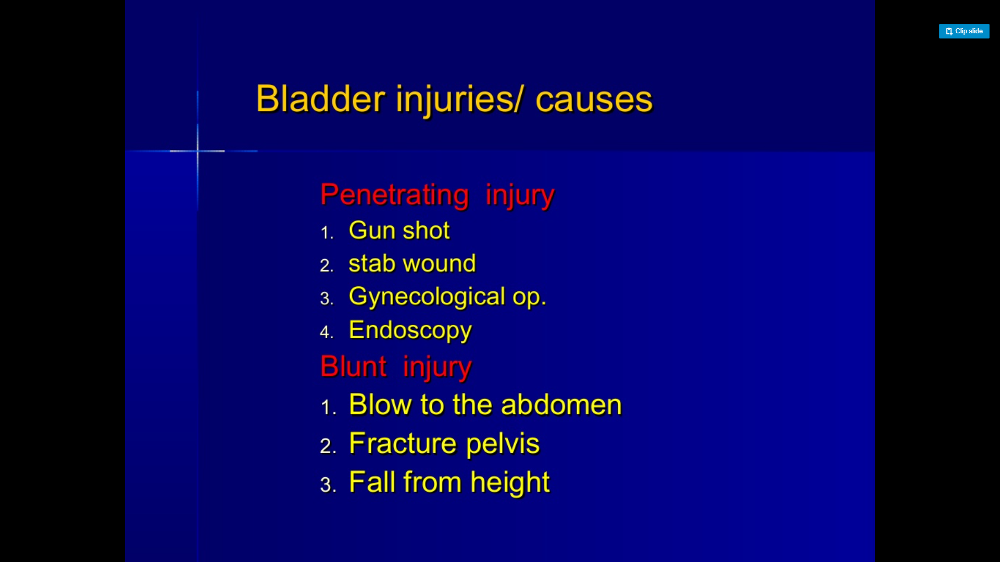 Clip slide
Bladder injuries/ causes
Penetrating injury
1. Gun shot
2. stab wound
3. Gynecological op.
4. Endoscopy
Blunt injury
1. Blow to the abdomen
2. Fracture pelvis
3. Fall from height